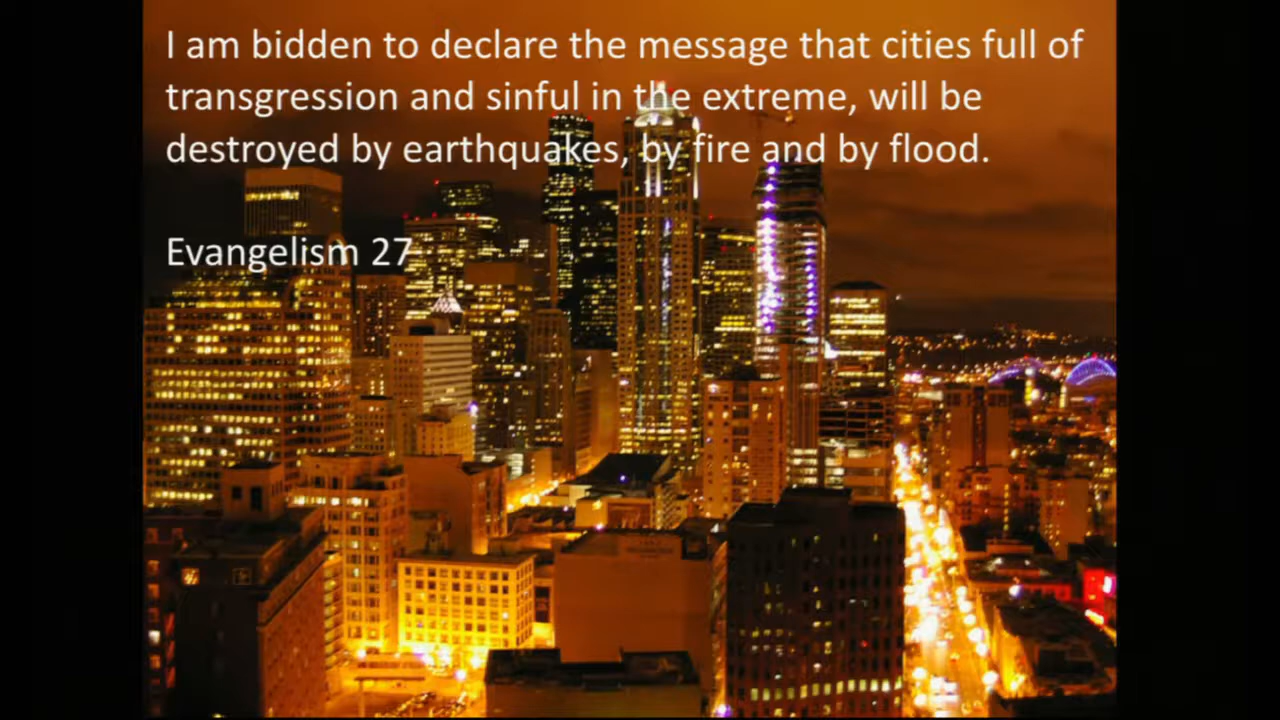 I am bidden to declare the message that cities full of
transgression and sinful in the extreme, will be
destroyed by earthquakes, by fire and by flood.
Evangelism 27